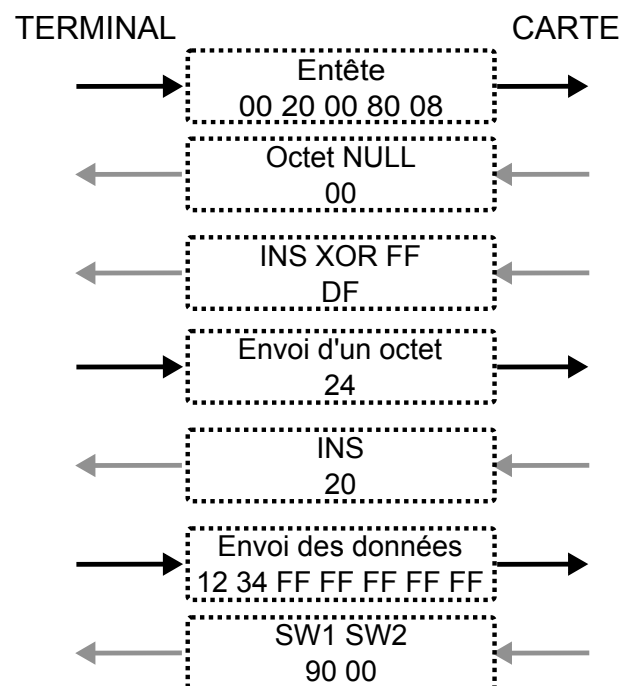 TERMINAL CARTE
Entête
00 20 00 80 08
Octet NULL
00
INS XOR FF
DF
Envoi d'un octet
24
INS
20
Envoi des données
12 34 FF FF FF FF FF
SW1 SW2
90 00